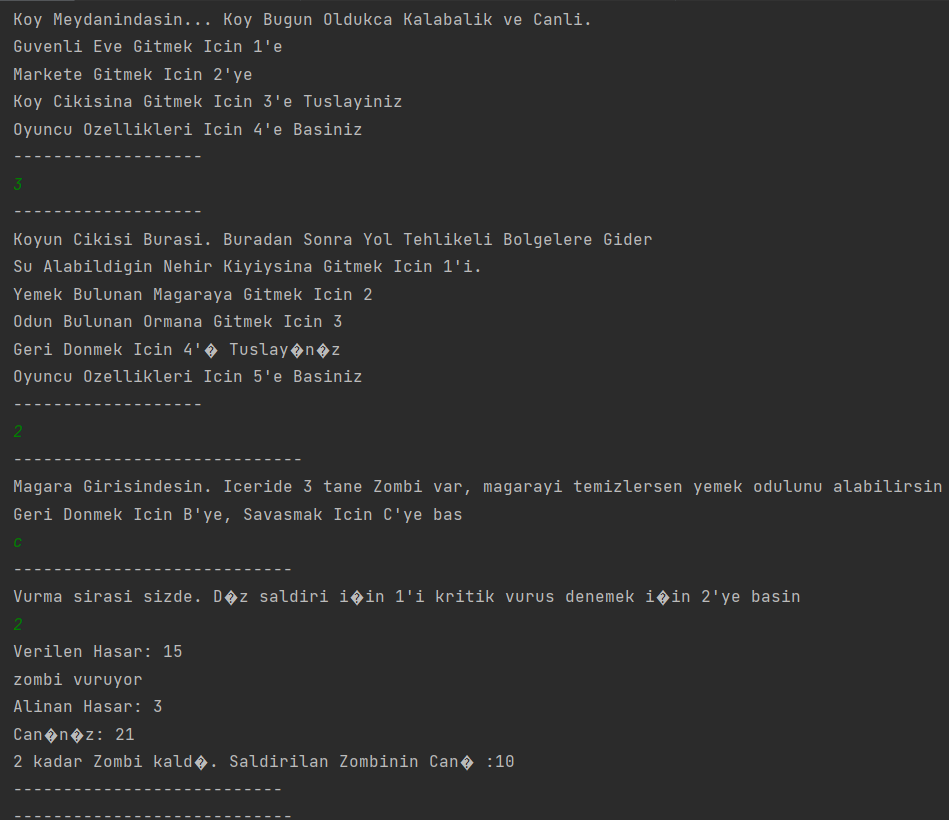 Koy Meydanindasin... Koy Bugun Oldukca Kalabalik ve Canli.
Guvenli Eve Gitmek Icin 1'e
Markete Gitmek Icin 2'ye
Koy Cikisina Gitmek Icin 3'e Tuslayiniz
Oyuncu Ozellikleri Icin 4'e Basiniz
-------------------
3
-------------------
Koyun Cikisi Burasi. Buradan Sonra Yol Tehlikeli Bolgelere Gider
Su Alabildigin Nehir Kiyiysina Gitmek Icin 1'i.
Yemek Bulunan Magaraya Gitmek Icin 2
Odun Bulunan Ormana Gitmek Icin 3
Geri Donmek Icin 4'� Tuslay�n�z
Oyuncu Ozellikleri Icin 5'e Basiniz
-------------------
2
-----------------------------
Magara Girisindesin. Iceride 3 tane Zombi var, magarayi temizlersen yemek odulunu alabilirsin
Geri Donmek Icin B'ye, Savasmak Icin C'ye bas
c
----------------------------
Vurma sirasi sizde. D�z saldiri i�in 1'i kritik vurus denemek i�in 2'ye basin
2
Verilen Hasar: 15
zombi vuruyor
Alinan Hasar: 3
Can�n�z: 21
2 kadar Zombi kald�. Saldirilan Zombinin Can� :10
---------------------------
----------------------------